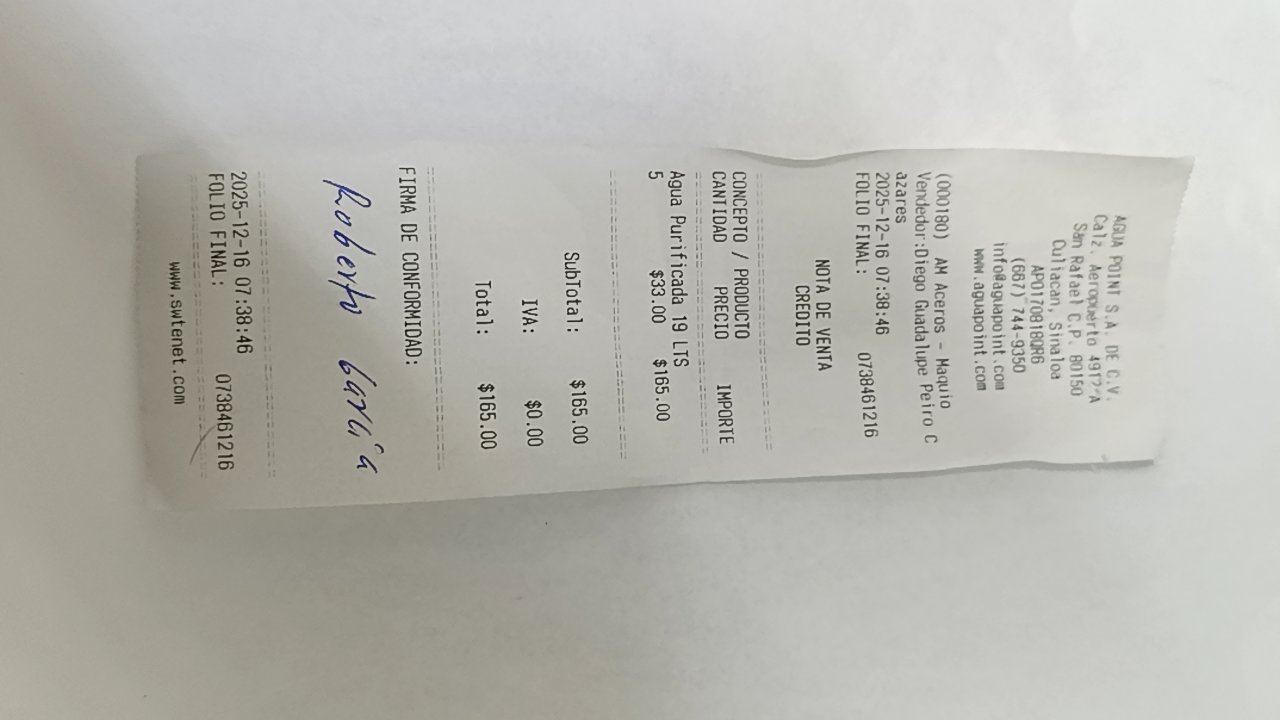 AGUA POINT S.A. DE C.V.
Calz. Aeropuerto 4912-A
San Rafael C.P. 80150
Culiacan, Sinaloa
APO170818QR6
(667) 744-9350
info@aguapoint.com
www.aguapoint.com
(000180) AM Aceros - Maquio
Vendedor:Diego Guadalupe Peiro C
azares
2025-12-16 07:38:46
FOLIO FINAL: 0738461216
NOTA DE VENTA
CREDITO
CONCEPTO / PRODUCTO
CANTIDAD PRECIO IMPORTE
Agua Purificada 19 LTS
5 $33.00 $165.00
SubTotal: $165.00
IVA: $0.00
Total: $165.00
FIRMA DE CONFORMIDAD:
Roberto García
2025-12-16 07:38:46
FOLIO FINAL: 0738461216
www.swtenet.com